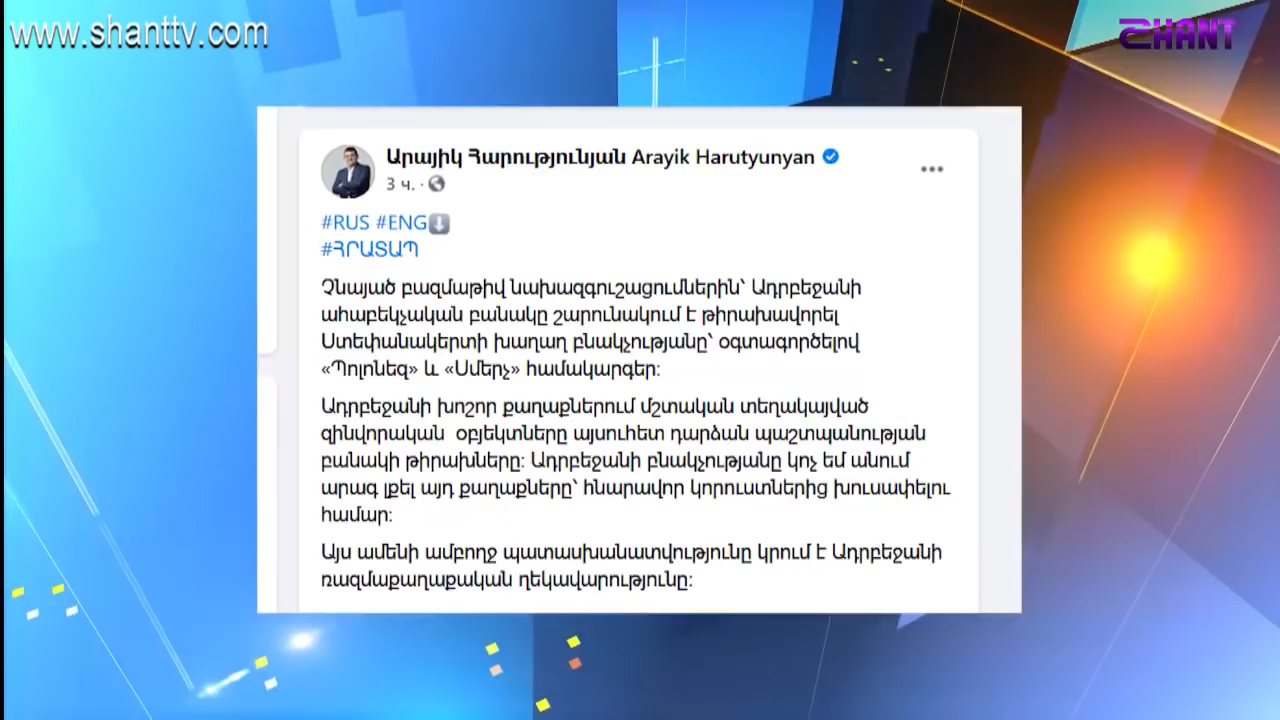 www.shanttv.com
SHANT
Արայիկ Հարությունյան Arayik Harutyunyan
3 ч. ·
#RUS #ENG⬇️
#ՀՐԱՏԱՊ
Չնայած բազմաթիվ նախազգուշացումներին՝ Ադրբեջանի
ահաբեկչական բանակը շարունակում է թիրախավորել
Ստեփանակերտի խաղաղ բնակչությանը՝ օգտագործելով
«Պոլոնեզ» և «Սմերչ» համակարգեր։
Ադրբեջանի խոշոր քաղաքներում մշտական տեղակայված
զինվորական օբյեկտները այսուհետ դարձան պաշտպանության
բանակի թիրախները։ Ադրբեջանի բնակչությանը կոչ եմ անում
արագ լքել այդ քաղաքները՝ հնարավոր կորուստներից խուսափելու
համար։
Այս ամենի ամբողջ պատասխանատվությունը կրում է Ադրբեջանի
ռազմաքաղաքական ղեկավարությունը։